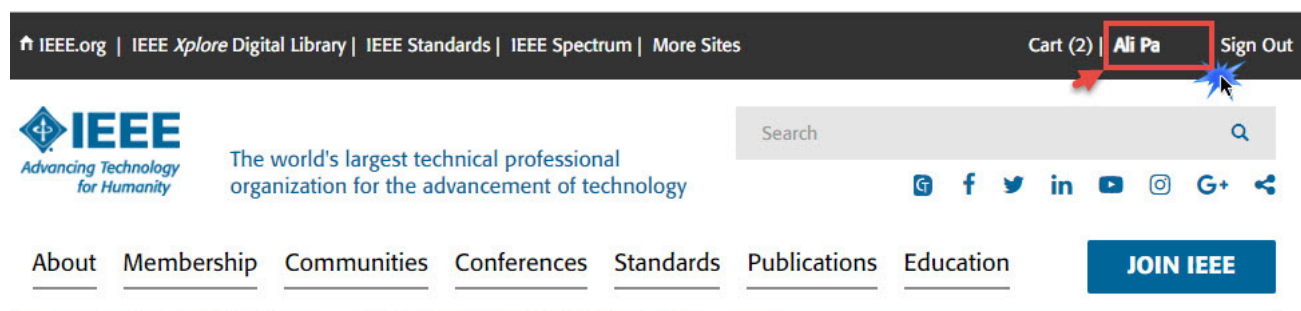 IEEE.org | IEEE Xplore Digital Library | IEEE Standards | IEEE Spectrum | More Sites
Cart (2) | Ali Pa Sign Out
IEEE
Advancing Technology
for Humanity
The world's largest technical professional
organization for the advancement of technology
Search
About Membership Communities Conferences Standards Publications Education JOIN IEEE